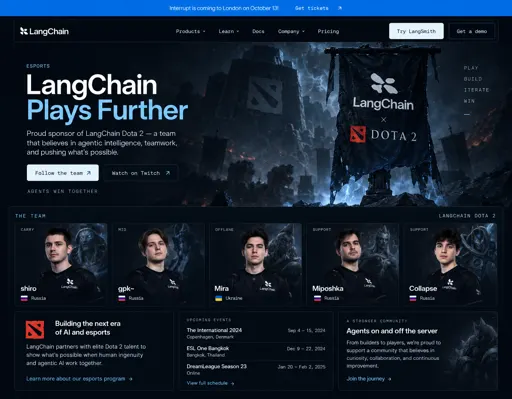 Interrupt is coming to London on October 13!
Get tickets
LangChain
Products
Learn
Docs
Company
Pricing
Try LangSmith
Get a demo
ESPORTS
LangChain
Plays Further
Proud sponsor of LangChain Dota 2 — a team
that believes in agentic intelligence, teamwork,
and pushing what's possible.
Follow the team
Watch on Twitch
AGENTS WIN TOGETHER
LangChain
×
DOTA 2
PLAY
BUILD
ITERATE
WIN
THE TEAM
LANGCHAIN DOTA 2
CARRY
LangChain
shiro
Russia
MID
LangChain
gpk~
Russia
OFFLANE
LangChain
Mira
Ukraine
SUPPORT
LangChain
Miposhka
Russia
SUPPORT
LangChain
Collapse
Russia
Building the next era
of AI and esports
LangChain partners with elite Dota 2 talent to
show what's possible when human ingenuity
and agentic AI work together.
Learn more about our esports program →
UPCOMING EVENTS
The International 2024
Sep 4 – 15, 2024
Copenhagen, Denmark
ESL One Bangkok
Dec 9 – 22, 2024
Bangkok, Thailand
DreamLeague Season 23
Jan 20 – Feb 2, 2025
Online
View full schedule →
A STRONGER COMMUNITY
Agents on and off the server
From builders to players, we're proud to
support a community that believes in
curiosity, collaboration, and continuous
improvement.
Join the journey →